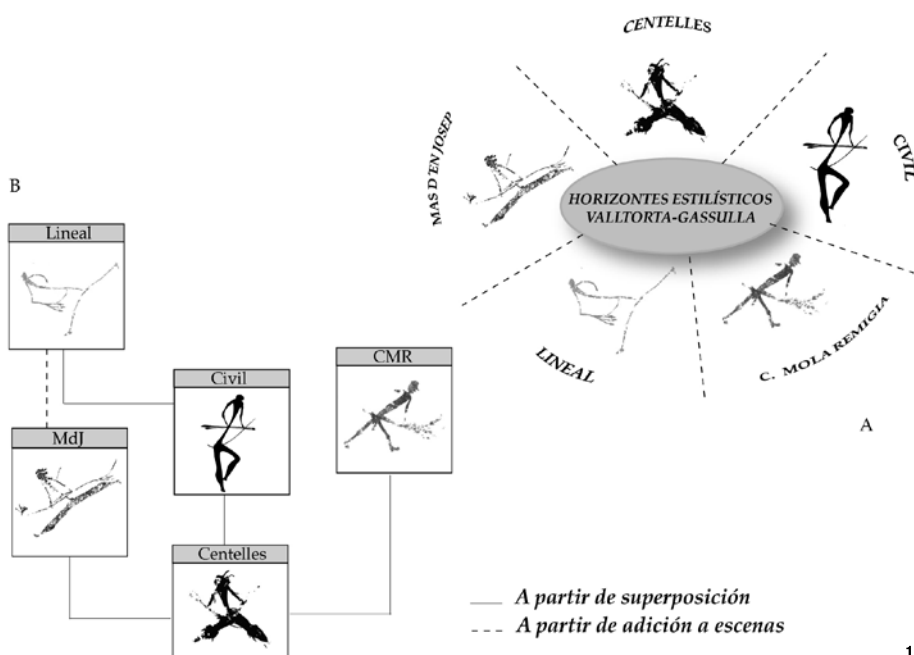 CENTELLES
CIVIL
MAS D'EN JOSEP
HORIZONTES ESTILÍSTICOS
VALLTORTA-GASSULLA
LINEAL
C. MOLA REMIGIA
A
B
Lineal
Civil
CMR
MdJ
Centelles
A partir de superposición
A partir de adición a escenas
1